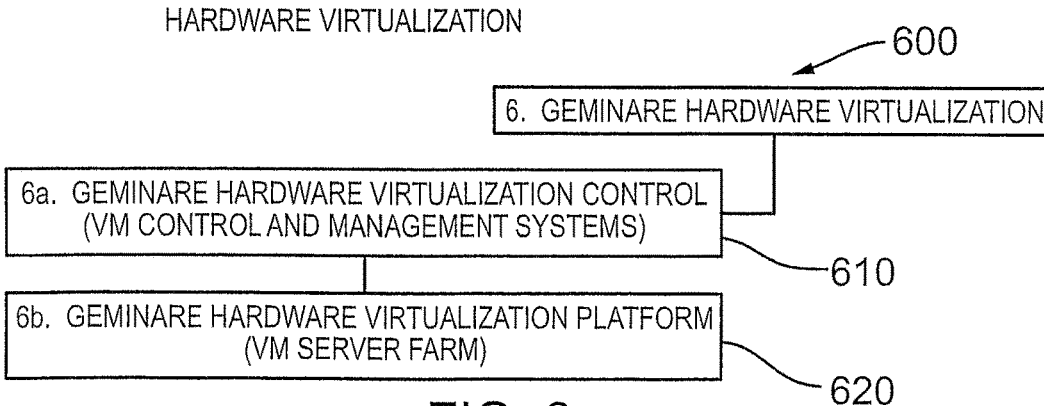 HARDWARE VIRTUALIZATION
600
6. GEMINARE HARDWARE VIRTUALIZATION
6a. GEMINARE HARDWARE VIRTUALIZATION CONTROL
(VM CONTROL AND MANAGEMENT SYSTEMS)
610
6b. GEMINARE HARDWARE VIRTUALIZATION PLATFORM
(VM SERVER FARM)
620